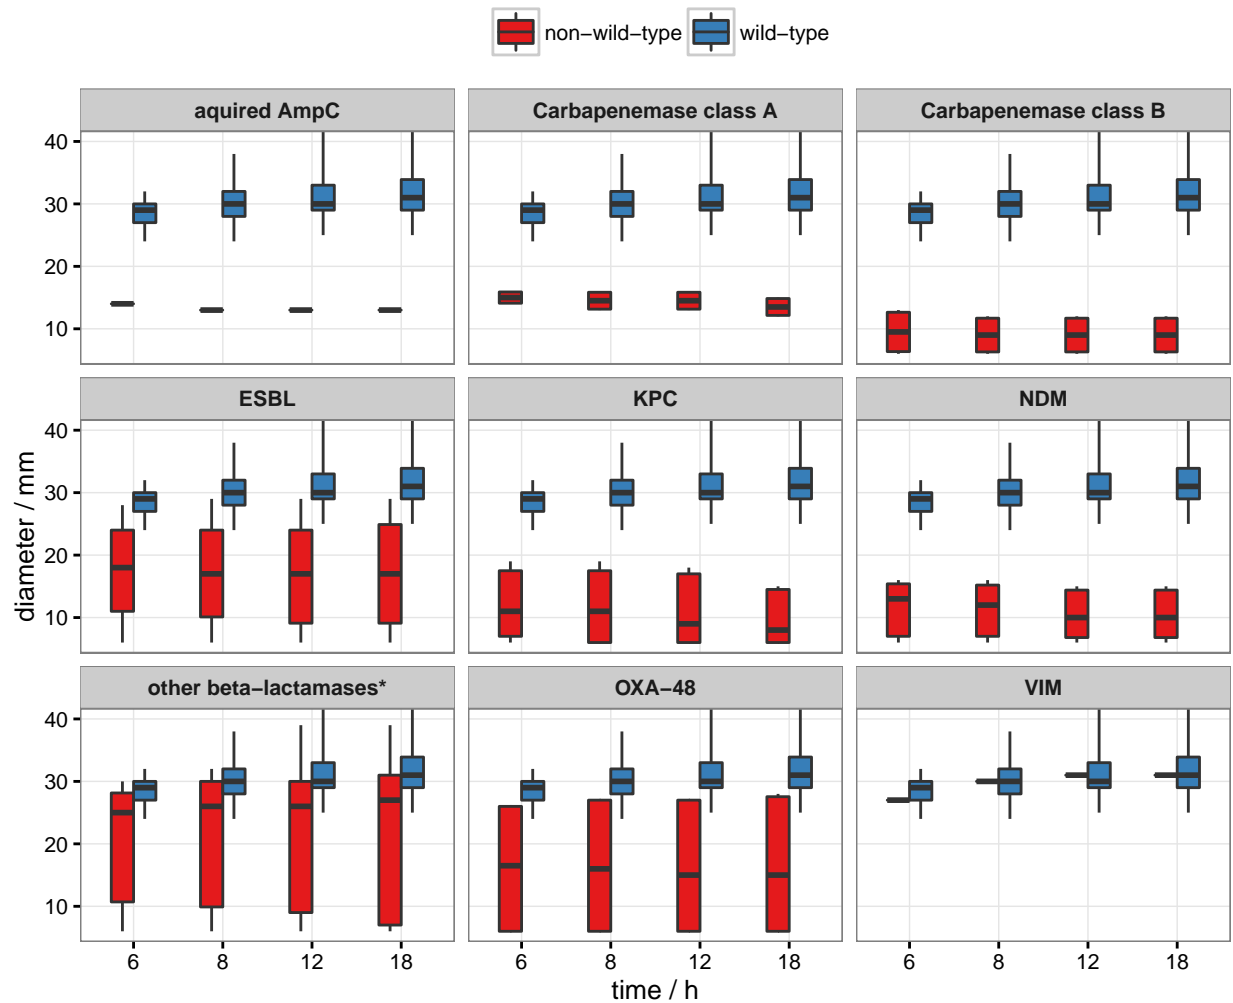 non−wild−type wild−type
aquired AmpC Carbapenemase class A Carbapenemase class B
40
30
20
10
ESBL KPC NDM
40
30
20
10
diameter / mm
other beta−lactamases* OXA−48 VIM
40
30
20
10
6 8 12 18 6 8 12 18 6 8 12 18
time / h